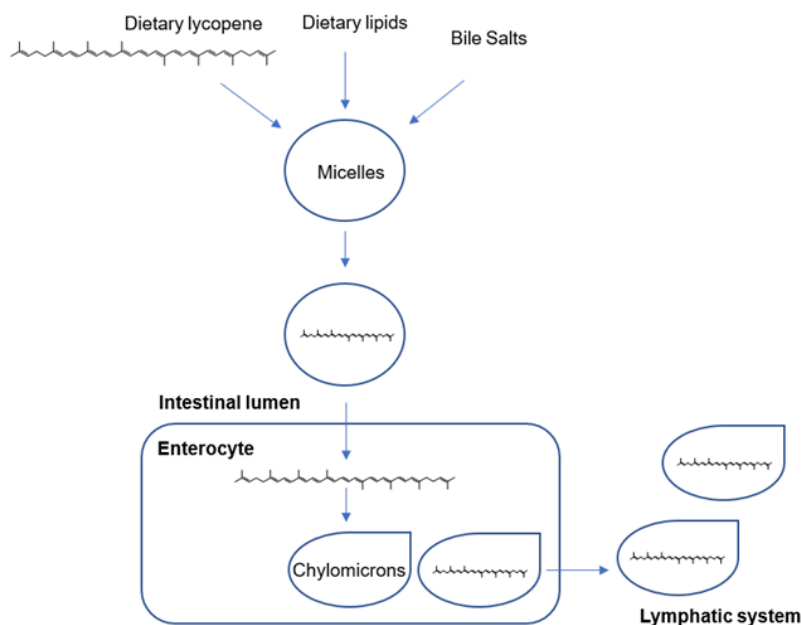 Dietary lycopene
Dietary lipids
Bile Salts
Micelles
Intestinal lumen
Enterocyte
Chylomicrons
Lymphatic system